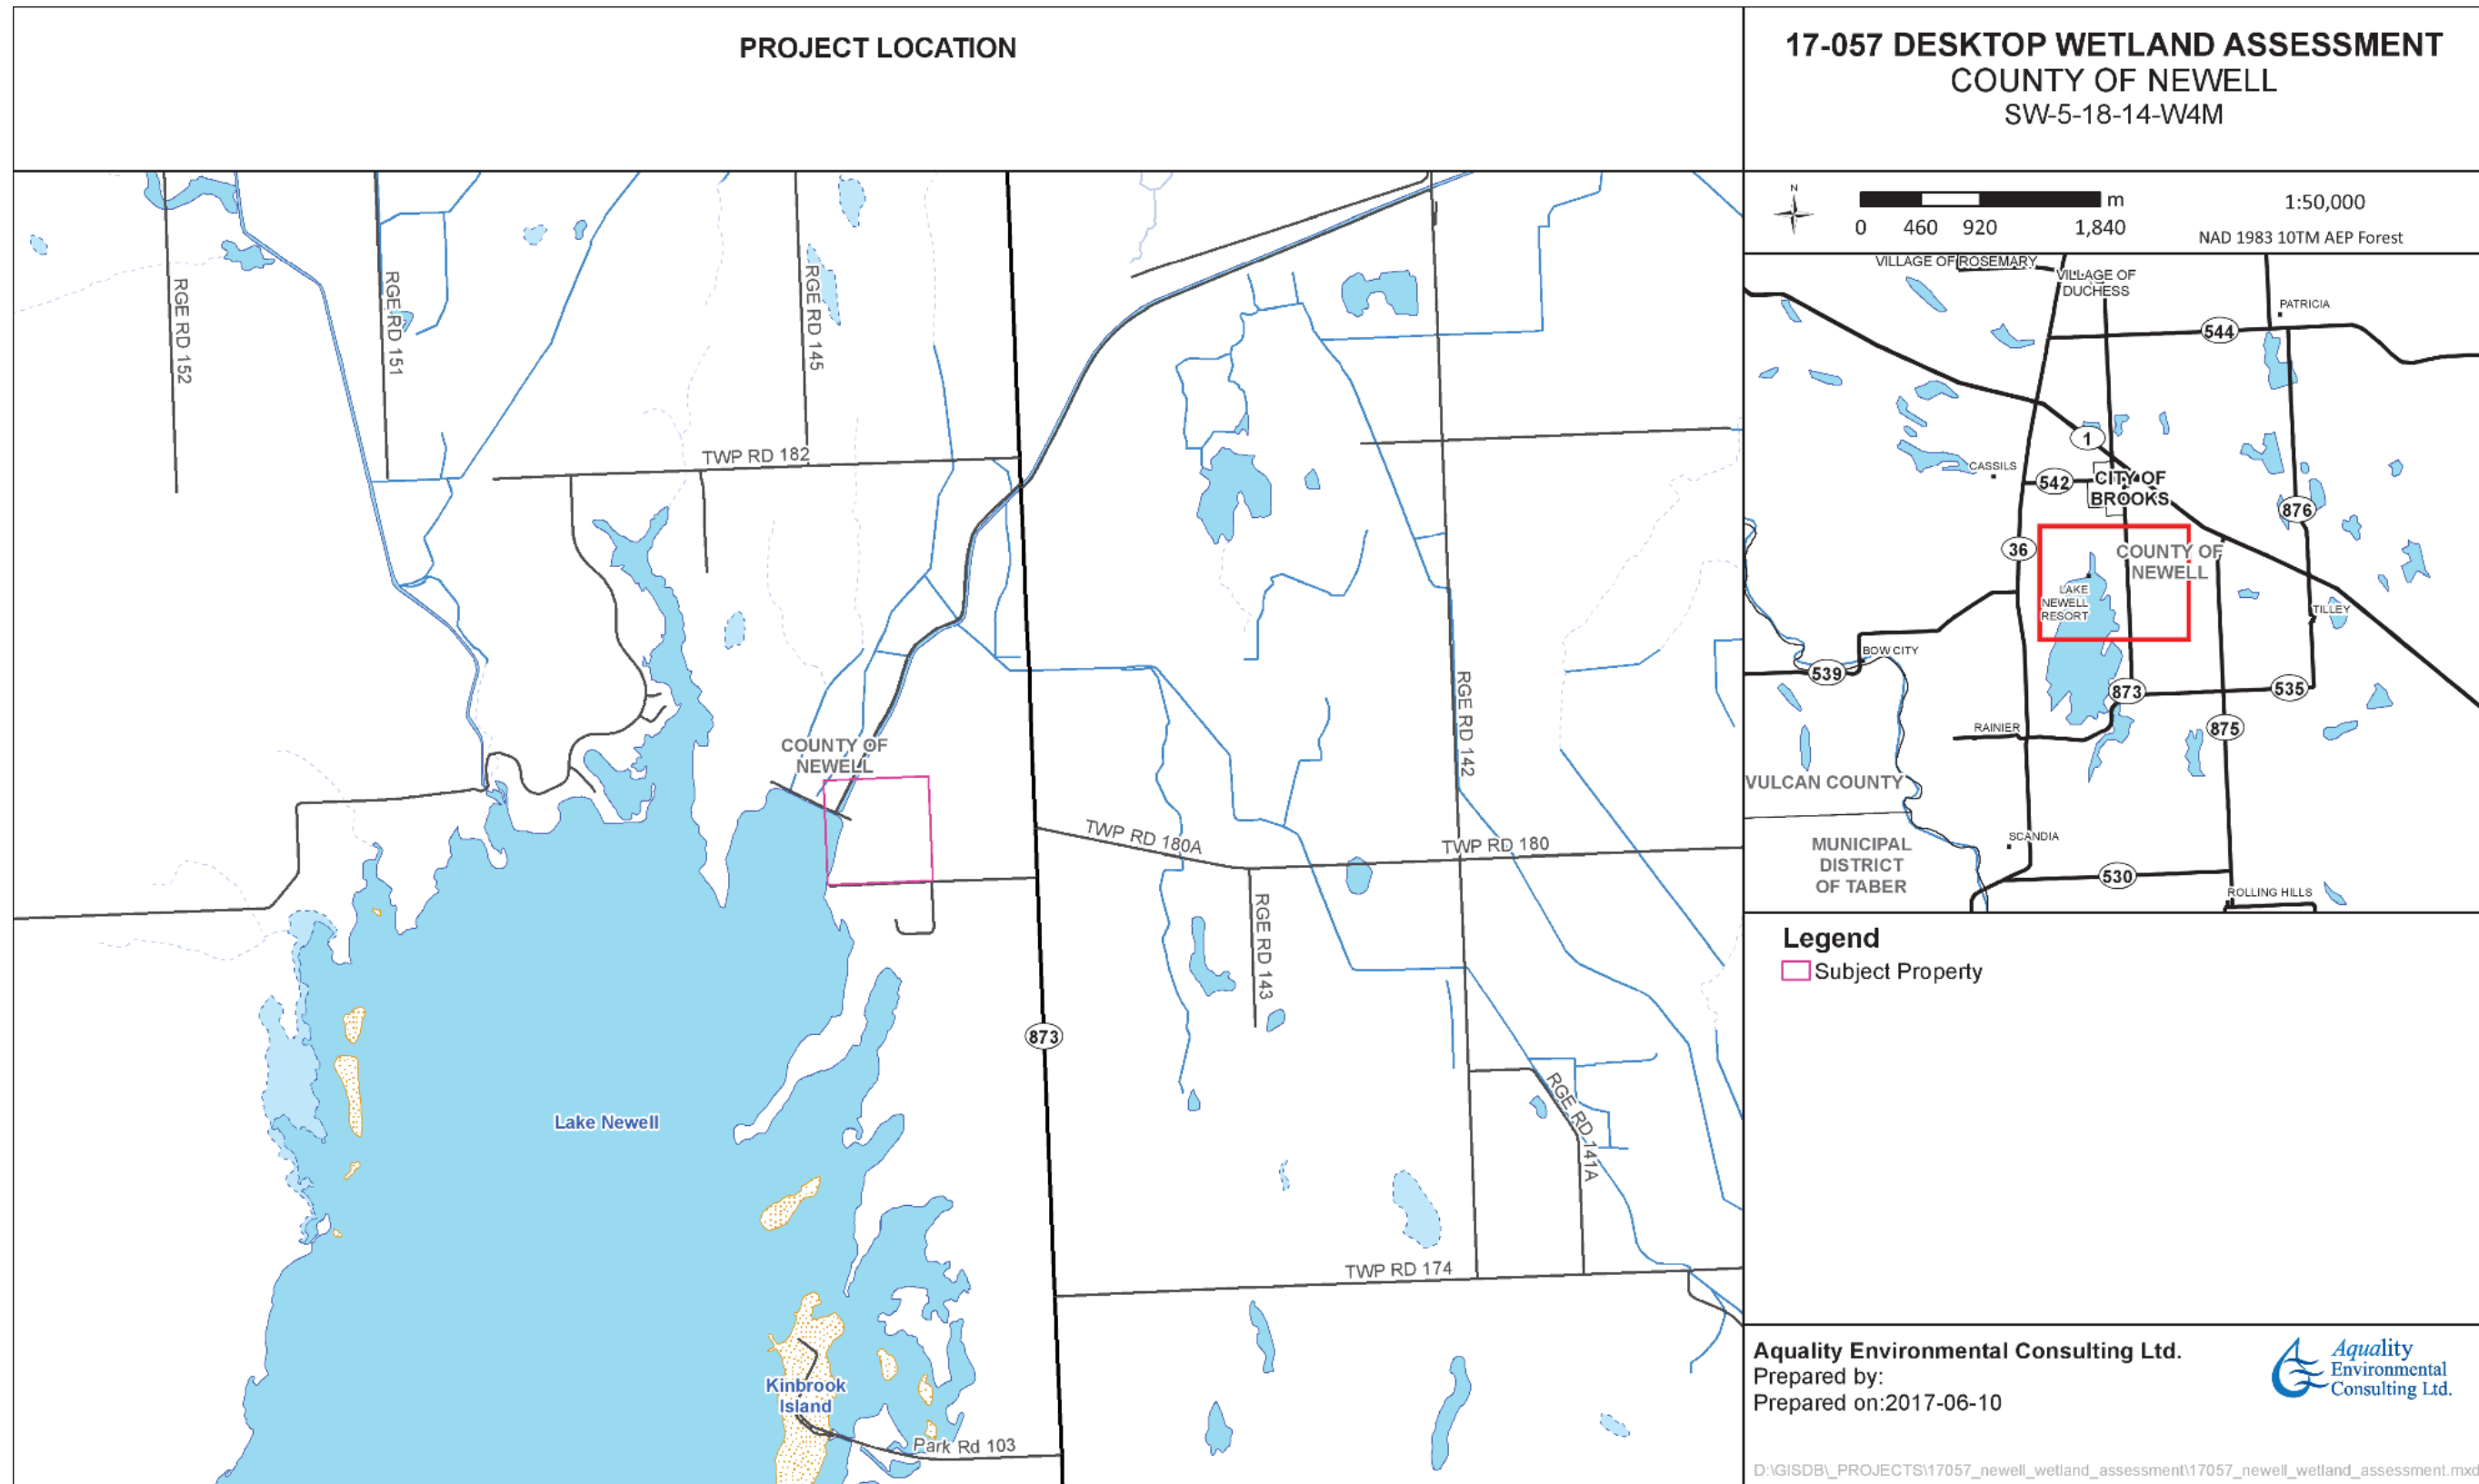 PROJECT LOCATION
17-057 DESKTOP WETLAND ASSESSMENT
COUNTY OF NEWELL
SW-5-18-14-W4M
N
m
0 460 920 1,840
1:50,000
NAD 1983 10TM AEP Forest
RGE RD 152
RGE RD 151
RGE RD 145
TWP RD 182
COUNTY OF
NEWELL
RGE RD 142
TWP RD 180A
TWP RD 180
RGE RD 143
873
Lake Newell
RGE RD 141A
TWP RD 174
Kinbrook
Island
Park Rd 103
VILLAGE OF ROSEMARY
VILLAGE OF
DUCHESS
PATRICIA
544
1
CASSILS
542
CITY OF
BROOKS
876
36
COUNTY OF
NEWELL
LAKE
NEWELL
RESORT
TILLEY
BOW CITY
539
873
535
RAINIER
875
VULCAN COUNTY
SCANDIA
MUNICIPAL
DISTRICT
OF TABER
530
ROLLING HILLS
Legend
Subject Property
Aquality Environmental Consulting Ltd.
Prepared by:
Prepared on:2017-06-10
Aquality
Environmental
Consulting Ltd.
D:\GISDB\_PROJECTS\17057_newell_wetland_assessment\17057_newell_wetland_assessment.mxd